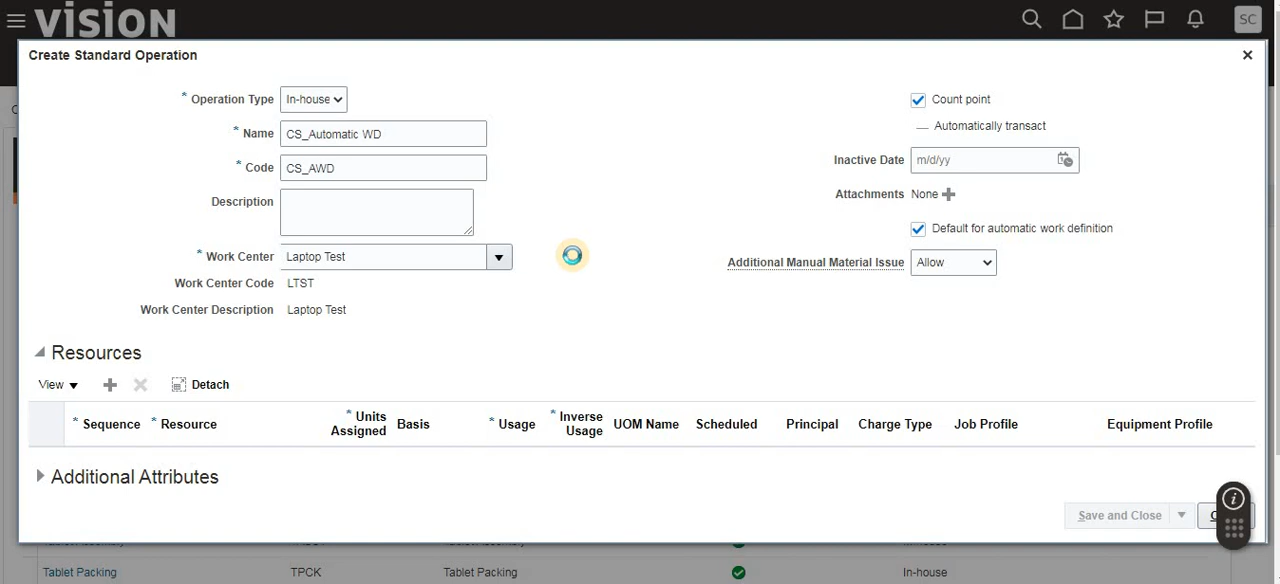 vision
SC
Create Standard Operation
* Operation Type In-house
* Name CS_Automatic WD
* Code CS_AWD
Description
* Work Center Laptop Test
Work Center Code LTST
Work Center Description Laptop Test
Count point
Automatically transact
Inactive Date m/d/yy
Attachments None
Default for automatic work definition
Additional Manual Material Issue Allow
Resources
View Detach
* Sequence * Resource * Units Assigned Basis * Usage * Inverse Usage UOM Name Scheduled Principal Charge Type Job Profile Equipment Profile
Additional Attributes
Save and Close
Tablet Packing TPCK Tablet Packing In-house